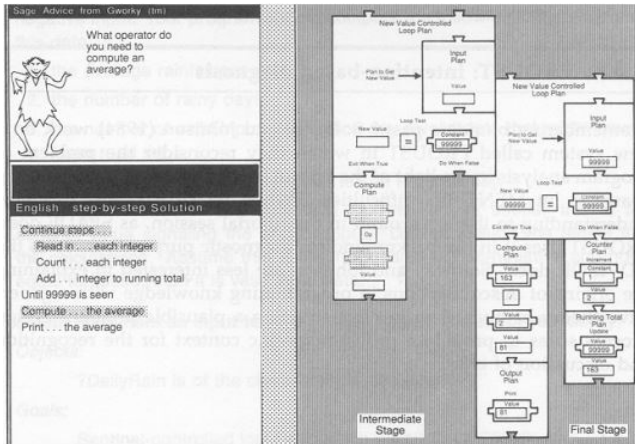 Sage Advice from Gworky (tm)
What operator do
you need to
compute an
average?
English step-by-step Solution
Continue steps
Read in . . . each integer
Count . . . each integer
Add . . . integer to running total
Until 99999 is seen
Compute . . . the average
Print . . . the average
New Value Controlled
Loop Plan
Input
Plan
Plan to Get
New Value
Value
Loop Test
New Value
=
Constant
99999
Exit When True
Do When False
Compute
Plan
Op
Intermediate
Stage
New Value Controlled
Loop Plan
Input
Plan
Plan to Get
New Value
Value
99999
Loop Test
New Value
99999
=
Constant
99999
Exit When True
Do When False
Compute
Plan
Value
163
Value
2
Value
81
Output
Plan
Print
Value
81
Counter
Plan
Increment
Constant
1
Value
2
Running Total
Plan
Update
Value
99999
Value
163
Final Stage